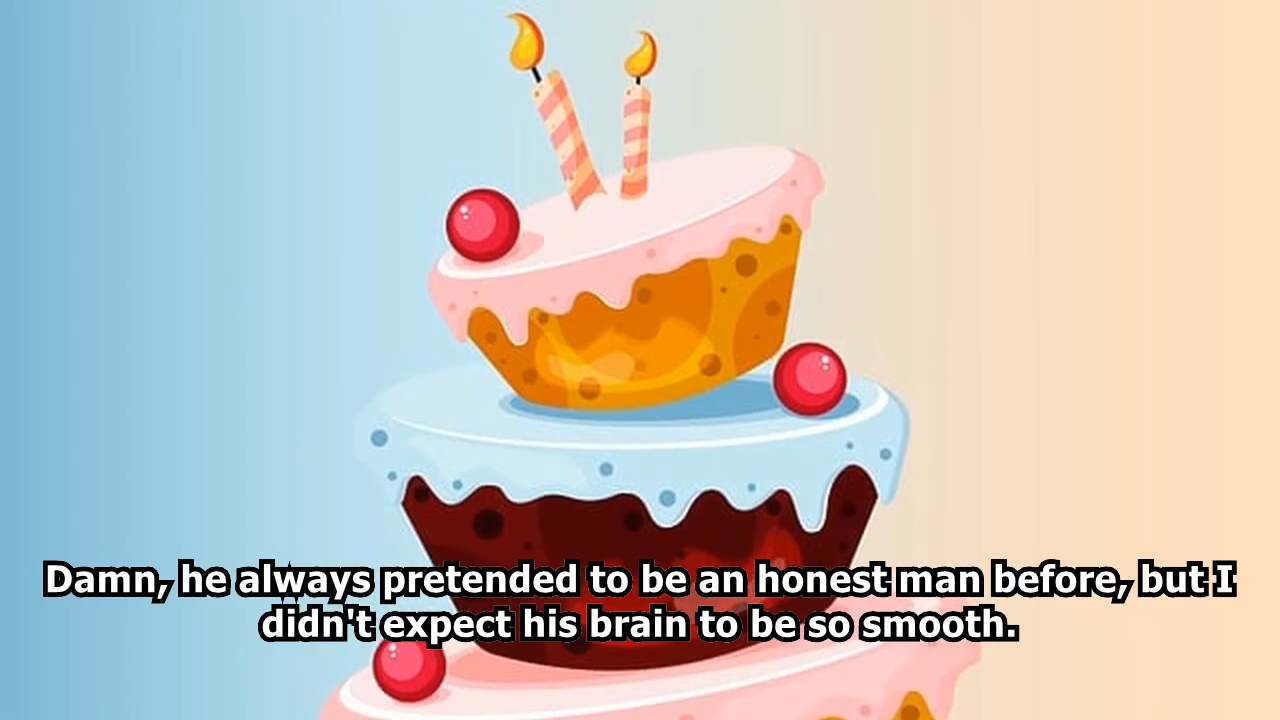 Damn, he always pretended to be an honest man before, but I
didn't expect his brain to be so smooth.